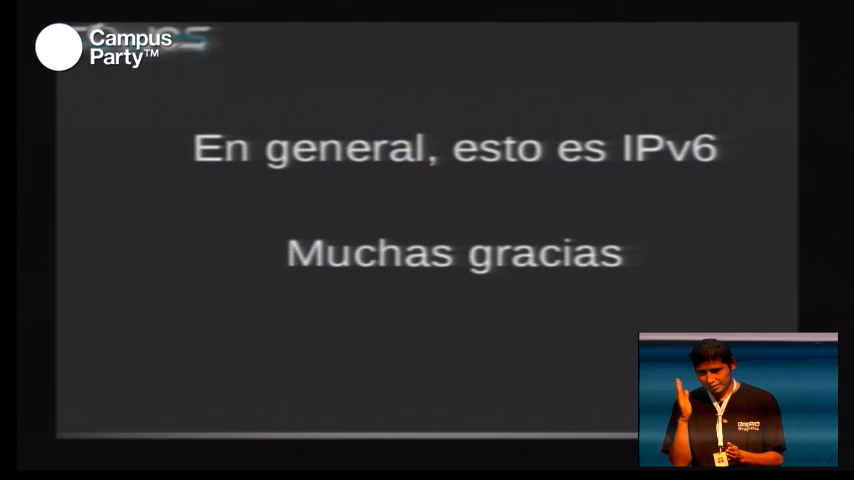 Campus
Party™
En general, esto es IPv6
Muchas gracias